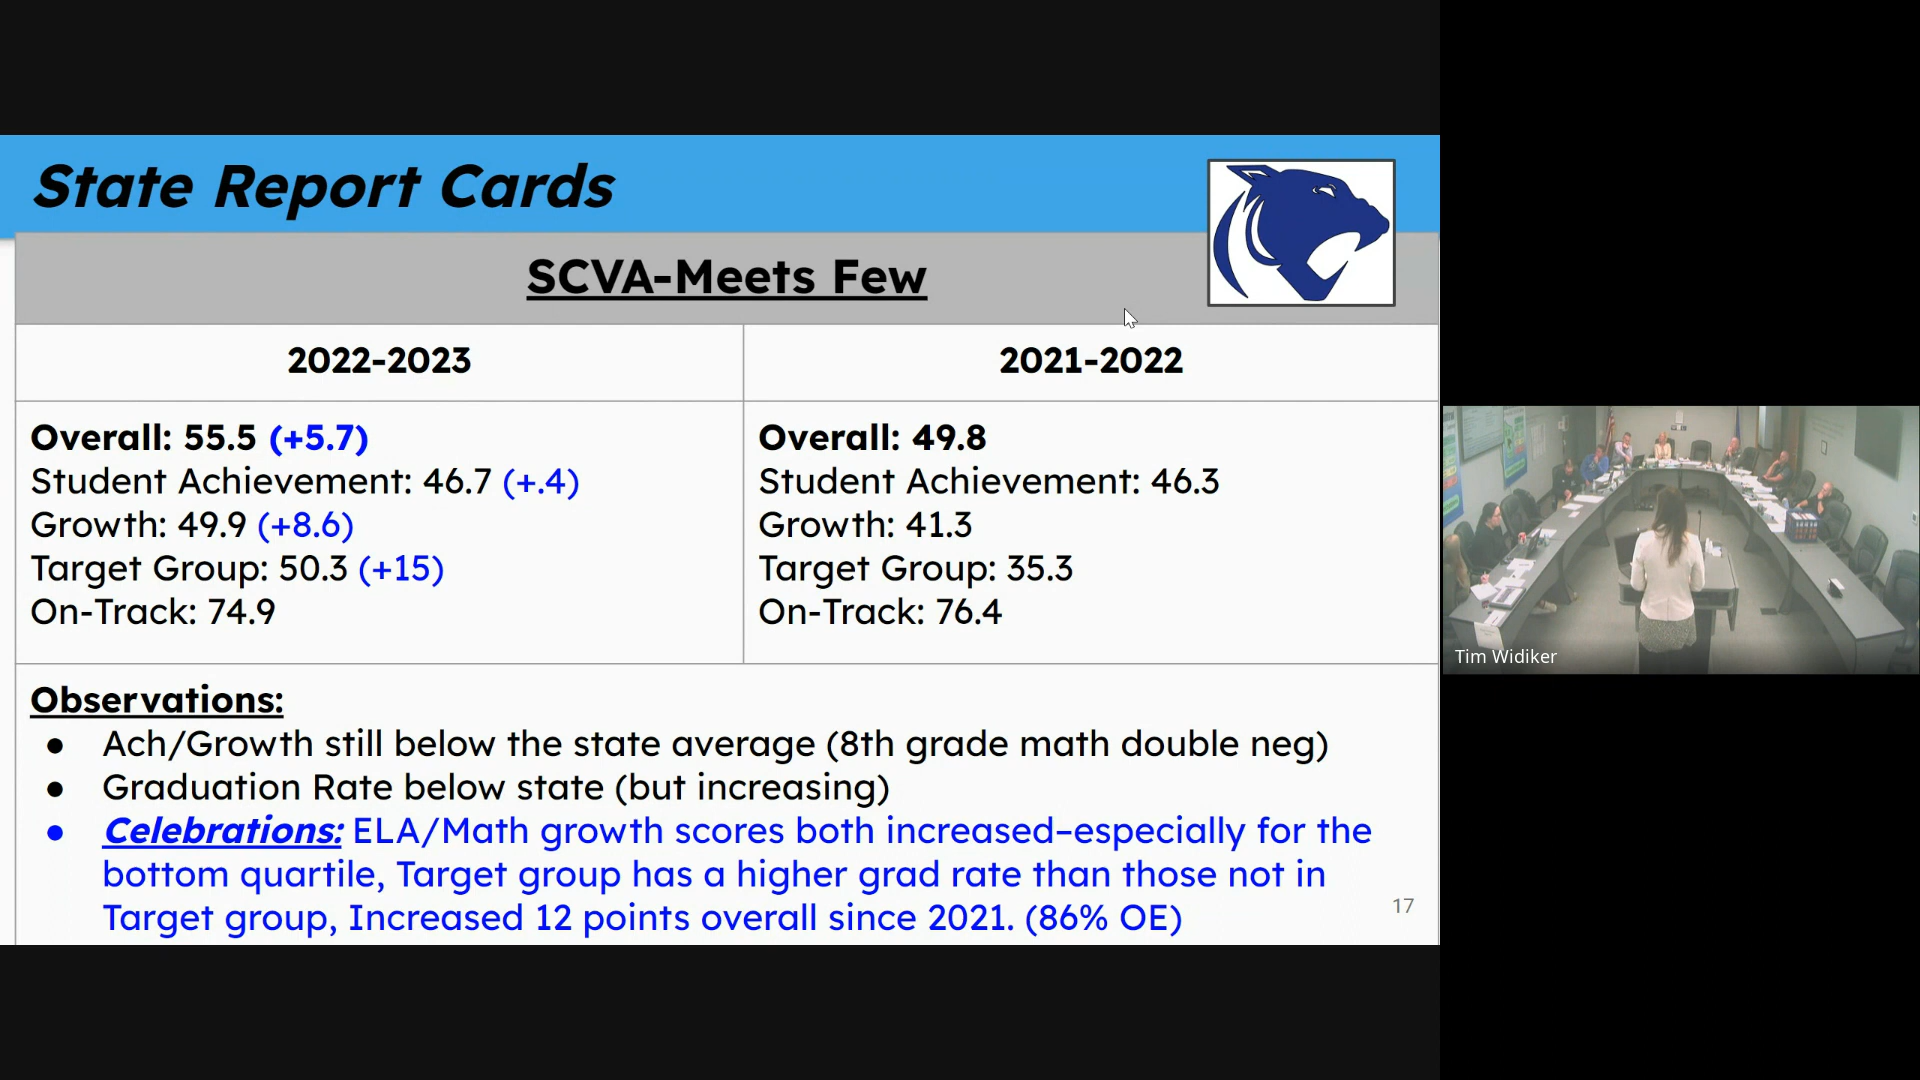 State Report Cards
SCVA-Meets Few
2022-2023
2021-2022
Overall: 55.5 (+5.7)
Student Achievement: 46.7 (+.4)
Growth: 49.9 (+8.6)
Target Group: 50.3 (+15)
On-Track: 74.9
Overall: 49.8
Student Achievement: 46.3
Growth: 41.3
Target Group: 35.3
On-Track: 76.4
Observations:
● Ach/Growth still below the state average (8th grade math double neg)
● Graduation Rate below state (but increasing)
● Celebrations: ELA/Math growth scores both increased–especially for the
bottom quartile, Target group has a higher grad rate than those not in
Target group, Increased 12 points overall since 2021. (86% OE)
17
Tim Widiker